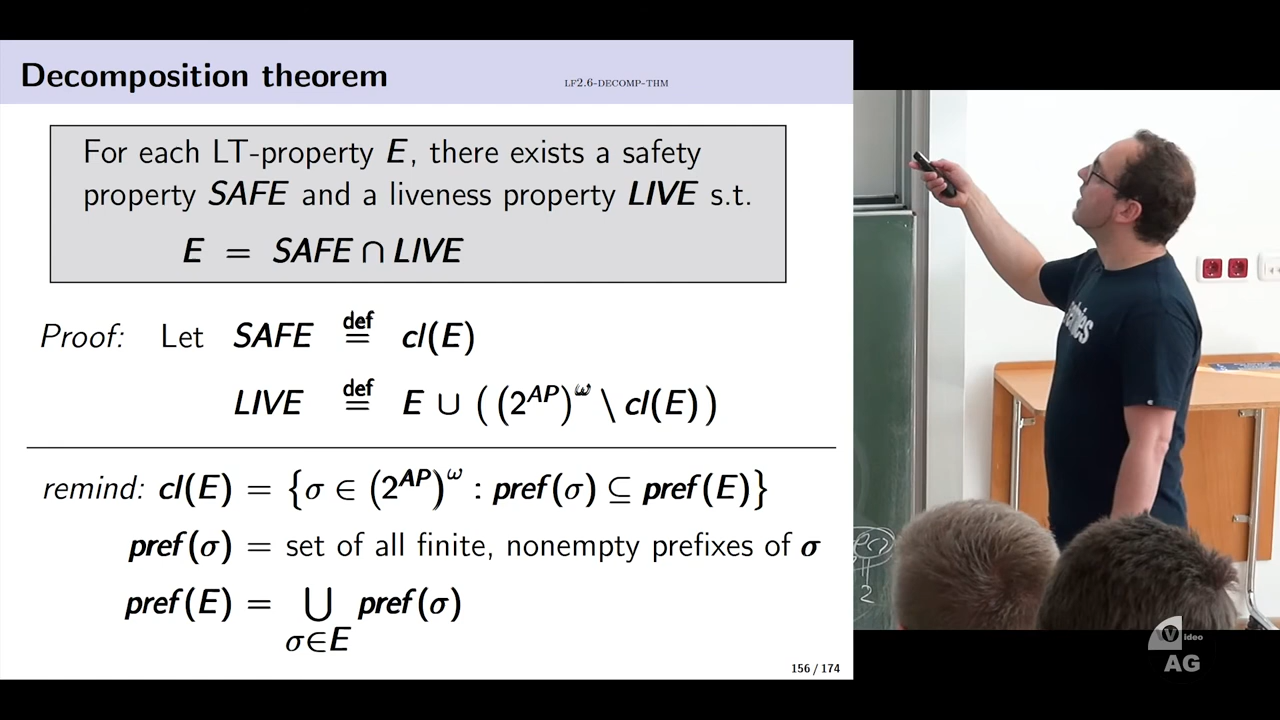 Decomposition theorem
LF2.6-DECOMP-THM
For each LT-property E, there exists a safety
property SAFE and a liveness property LIVE s.t.
E = SAFE ∩ LIVE
Proof: Let SAFE ≝ cl(E)
LIVE ≝ E ∪ ( (2^AP)^ω \ cl(E) )
remind: cl(E) = {σ ∈ (2^AP)^ω : pref(σ) ⊆ pref(E)}
pref(σ) = set of all finite, nonempty prefixes of σ
pref(E) = ⋃ pref(σ)
σ∈E
156 / 174
Video
AG